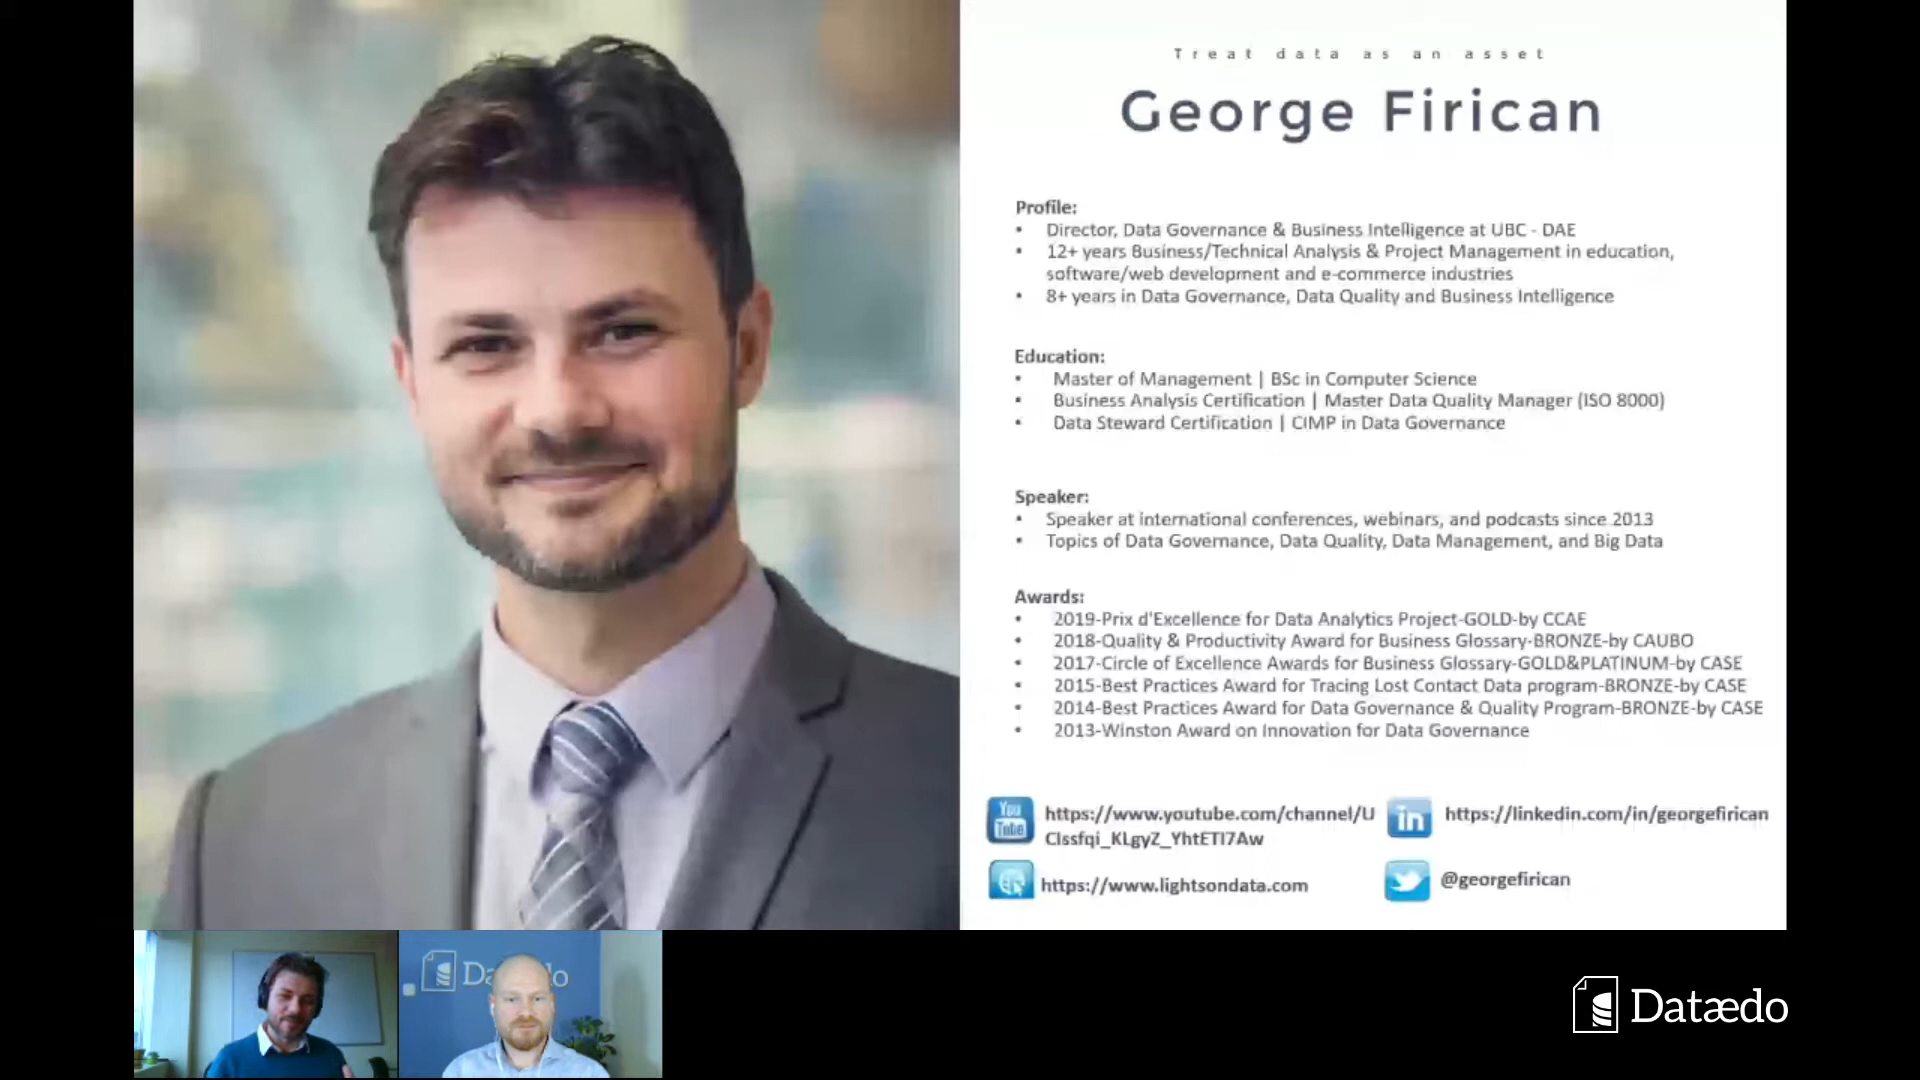 Treat data as an asset
George Firican
Profile:
• Director, Data Governance & Business Intelligence at UBC - DAE
• 12+ years Business/Technical Analysis & Project Management in education,
software/web development and e-commerce industries
• 8+ years in Data Governance, Data Quality and Business Intelligence
Education:
• Master of Management | BSc in Computer Science
• Business Analysis Certification | Master Data Quality Manager (ISO 8000)
• Data Steward Certification | CIMP in Data Governance
Speaker:
• Speaker at international conferences, webinars, and podcasts since 2013
• Topics of Data Governance, Data Quality, Data Management, and Big Data
Awards:
• 2019-Prix d'Excellence for Data Analytics Project-GOLD-by CCAE
• 2018-Quality & Productivity Award for Business Glossary-BRONZE-by CAUBO
• 2017-Circle of Excellence Awards for Business Glossary-GOLD&PLATINUM-by CASE
• 2015-Best Practices Award for Tracing Lost Contact Data program-BRONZE-by CASE
• 2014-Best Practices Award for Data Governance & Quality Program-BRONZE-by CASE
• 2013-Winston Award on Innovation for Data Governance
You Tube
https://www.youtube.com/channel/U
CIssfqi_KLgyZ_YhtETI7Aw
in https://linkedin.com/in/georgefirican
https://www.lightsondata.com
@georgefirican
Datædo